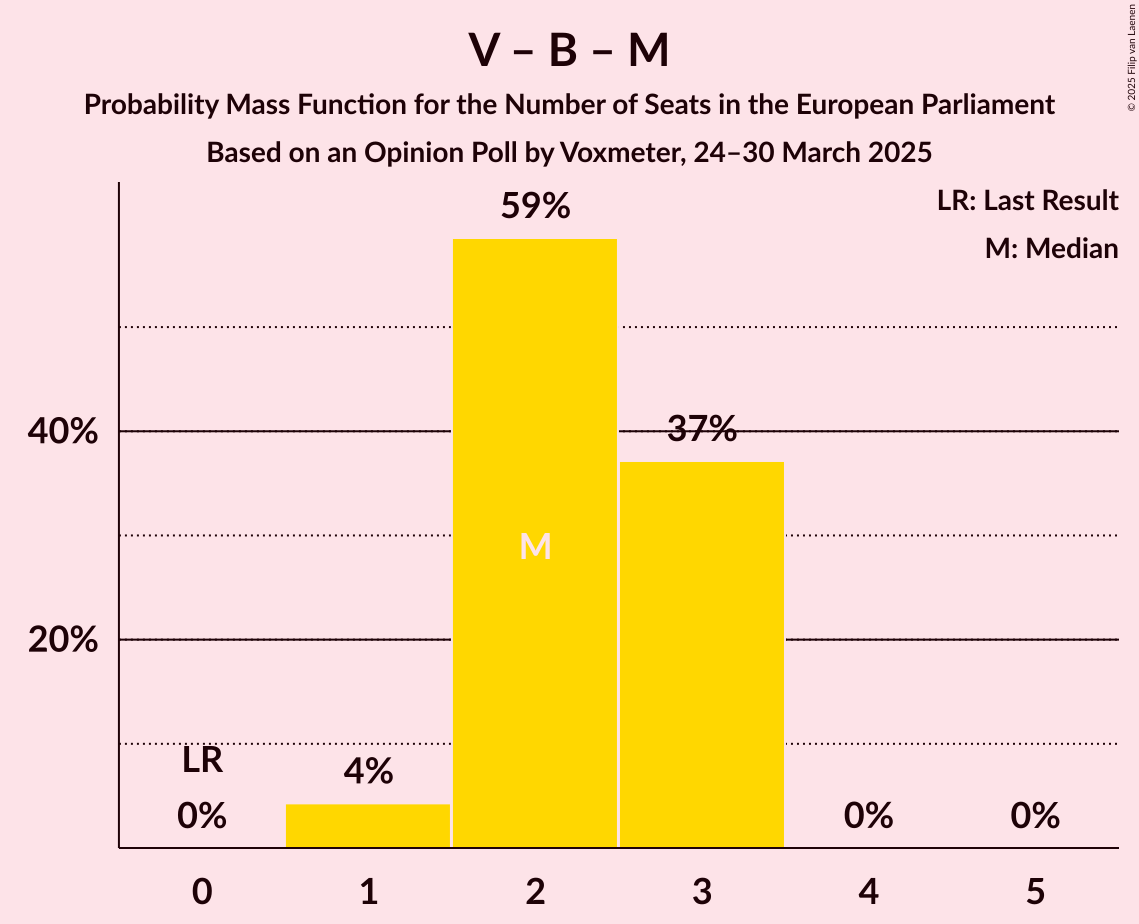 V – B – M
Probability Mass Function for the Number of Seats in the European Parliament
Based on an Opinion Poll by Voxmeter, 24–30 March 2025
© 2025 Filip van Laenen
LR: Last Result
M: Median
59%
40%
37%
M
20%
LR
4%
0%
0%
0%
0
1
2
3
4
5